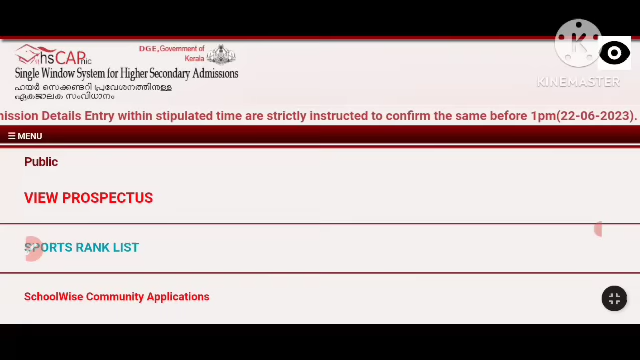 hsCAP nic
DGE, Government of
Kerala
Single Window System for Higher Secondary Admissions
ഹയർ സെക്കണ്ടറി പ്രവേശനത്തിനുള്ള
ഏകജാലക സംവിധാനം
KINEMASTER
mission Details Entry within stipulated time are strictly instructed to confirm the same before 1pm(22-06-2023).
☰ MENU
Public
VIEW PROSPECTUS
SPORTS RANK LIST
SchoolWise Community Applications